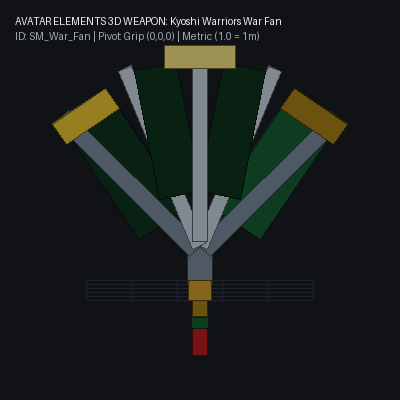 AVATAR ELEMENTS 3D WEAPON: Kyoshi Warriors War Fan
ID: SM_War_Fan | Pivot Grip (0,0,0) | Metric (1.0 = 1m)